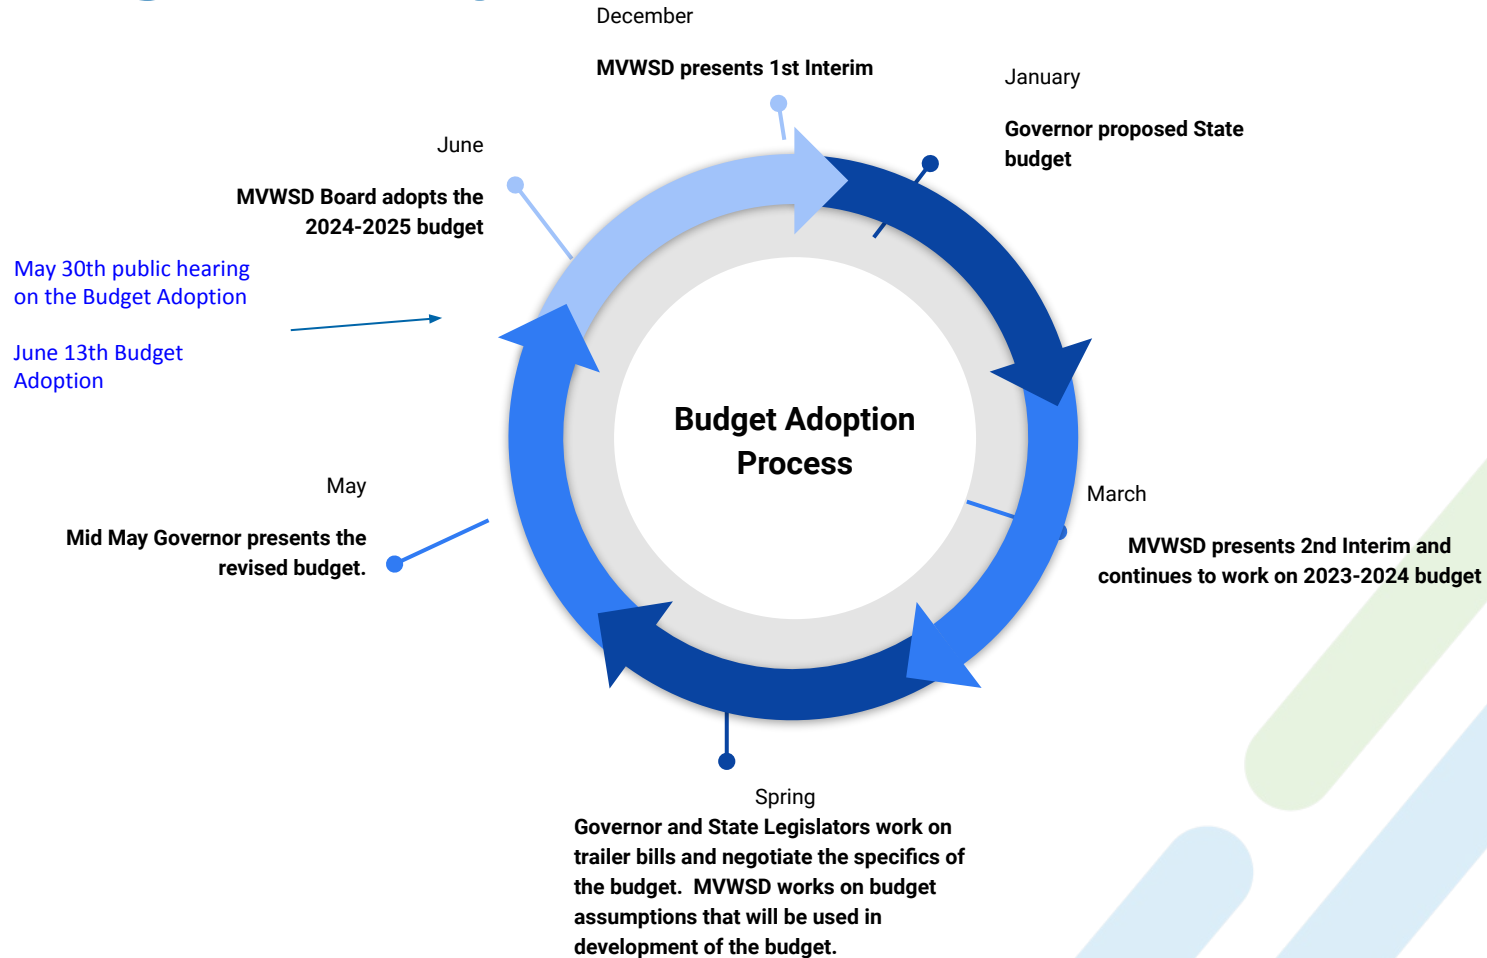 December
MVWSD presents 1st Interim
January
Governor proposed State
budget
June
MVWSD Board adopts the
2024-2025 budget
May 30th public hearing
on the Budget Adoption
June 13th Budget
Adoption
Budget Adoption
Process
May
Mid May Governor presents the
revised budget.
March
MVWSD presents 2nd Interim and
continues to work on 2023-2024 budget
Spring
Governor and State Legislators work on
trailer bills and negotiate the specifics of
the budget.  MVWSD works on budget
assumptions that will be used in
development of the budget.